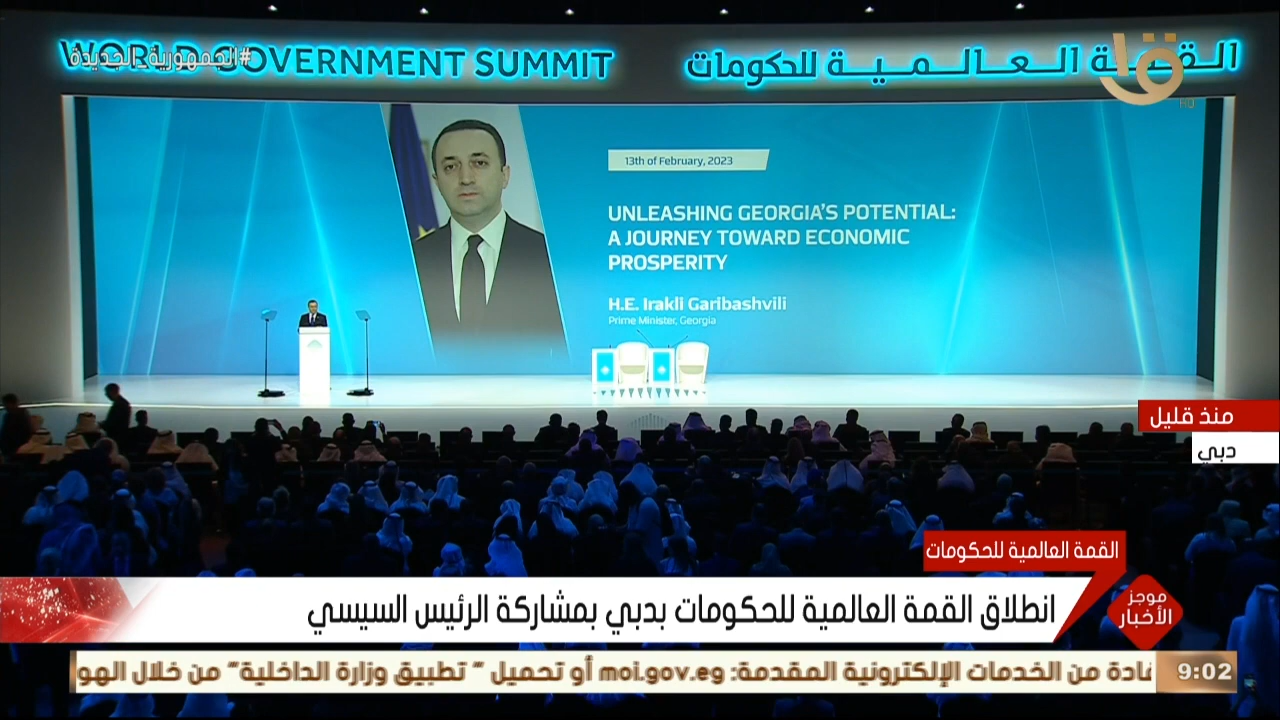 #الجمهورية_الجديدة
WORLD GOVERNMENT SUMMIT
القمة العالمية للحكومات
HD
13th of February, 2023
UNLEASHING GEORGIA'S POTENTIAL:
A JOURNEY TOWARD ECONOMIC
PROSPERITY
H.E. Irakli Garibashvili
Prime Minister, Georgia
منذ قليل
دبي
القمة العالمية للحكومات
موجز
الأخبار
انطلاق القمة العالمية للحكومات بدبي بمشاركة الرئيس السيسي
9:02
من الخدمات الإلكترونية المقدمة: moi.gov.eg أو تحميل " تطبيق وزارة الداخلية" من خلال